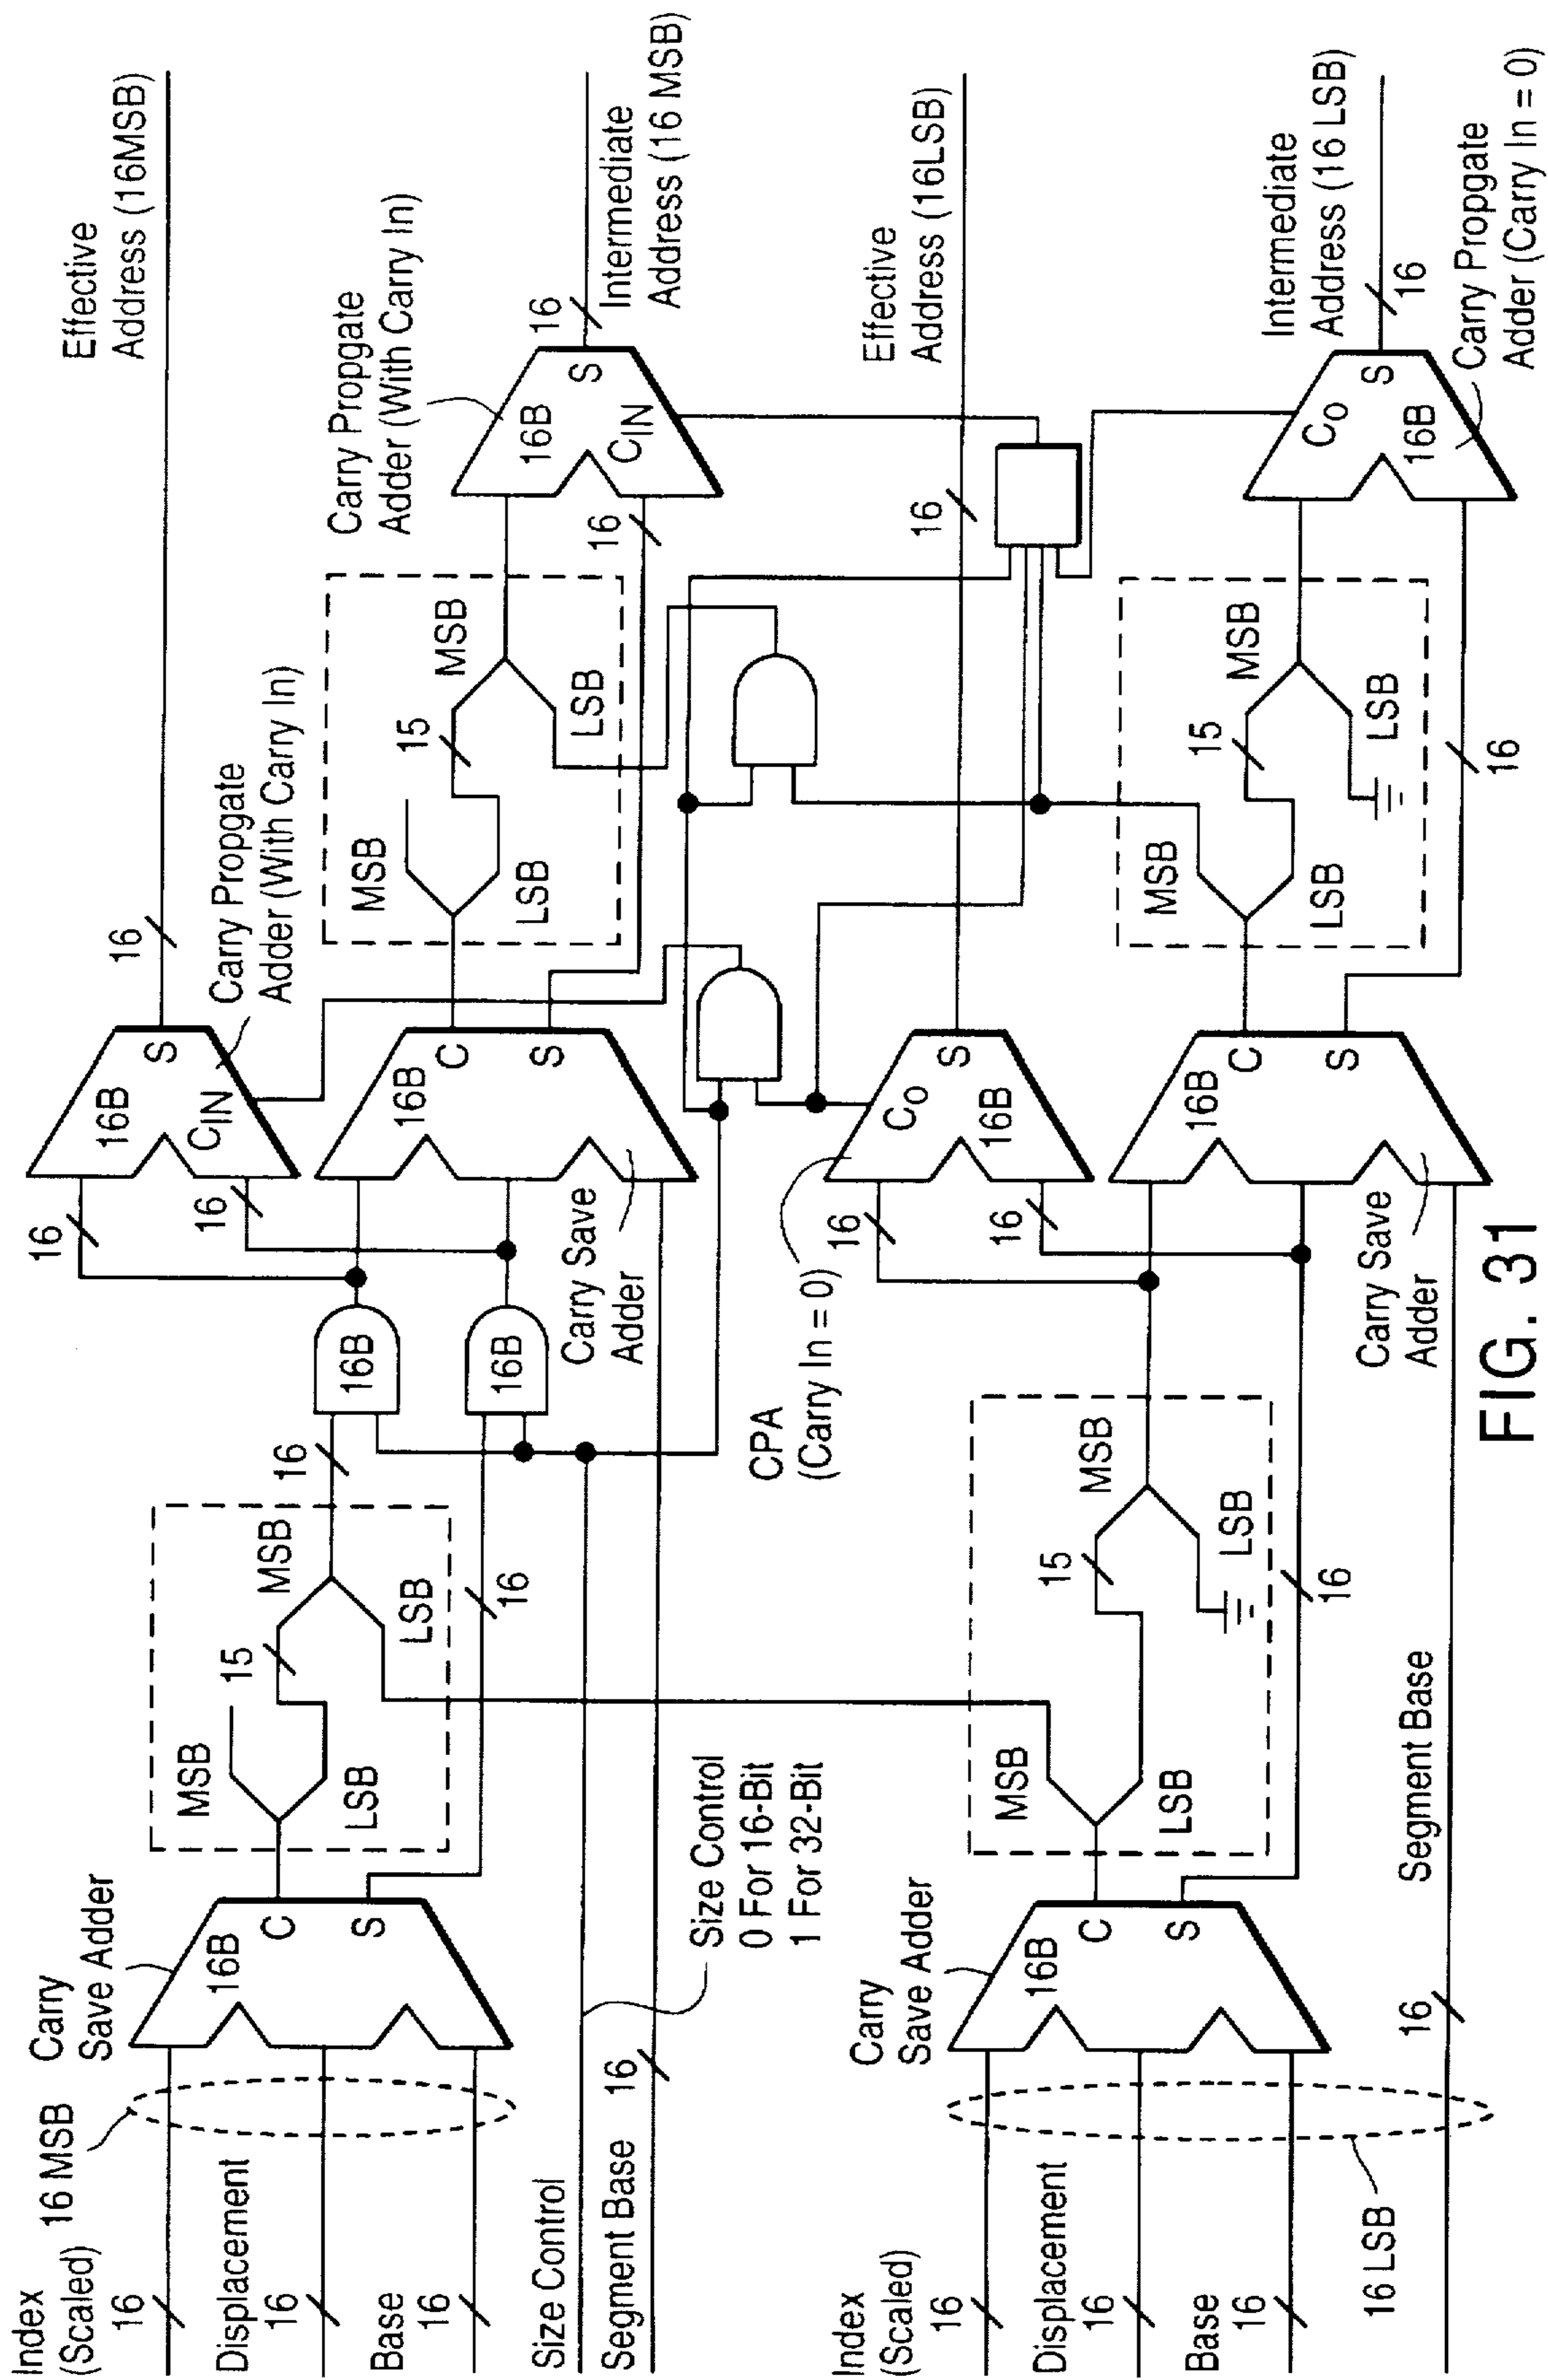 Index
(Scaled)
16
16 MSB
Displacement
16
Base
16
Size Control
Segment Base
16
Carry
Save Adder
16B
C
S
MSB
LSB
15
MSB
LSB
16
16
16B
16B
Size Control
0 For 16-Bit
1 For 32-Bit
16
16
16B
CIN
S
Carry Propgate
Adder (With Carry In)
16
Effective
Address (16MSB)
Carry Save
Adder
16B
C
S
MSB
LSB
15
MSB
LSB
16
Carry Propgate
Adder (With Carry In)
16B
CIN
S
16
Intermediate
Address (16 MSB)
Index
(Scaled)
16
Displacement
16
Base
16
16 LSB
Segment Base
16
Carry
Save Adder
16B
C
S
MSB
LSB
15
MSB
LSB
16
CPA
(Carry In = 0)
16
16
CO
16B
S
16
Effective
Address (16LSB)
Carry Save
Adder
16B
C
S
MSB
LSB
15
MSB
LSB
16
CO
16B
S
16
Intermediate
Address (16 LSB)
Carry Propgate
Adder (Carry In = 0)
FIG. 31